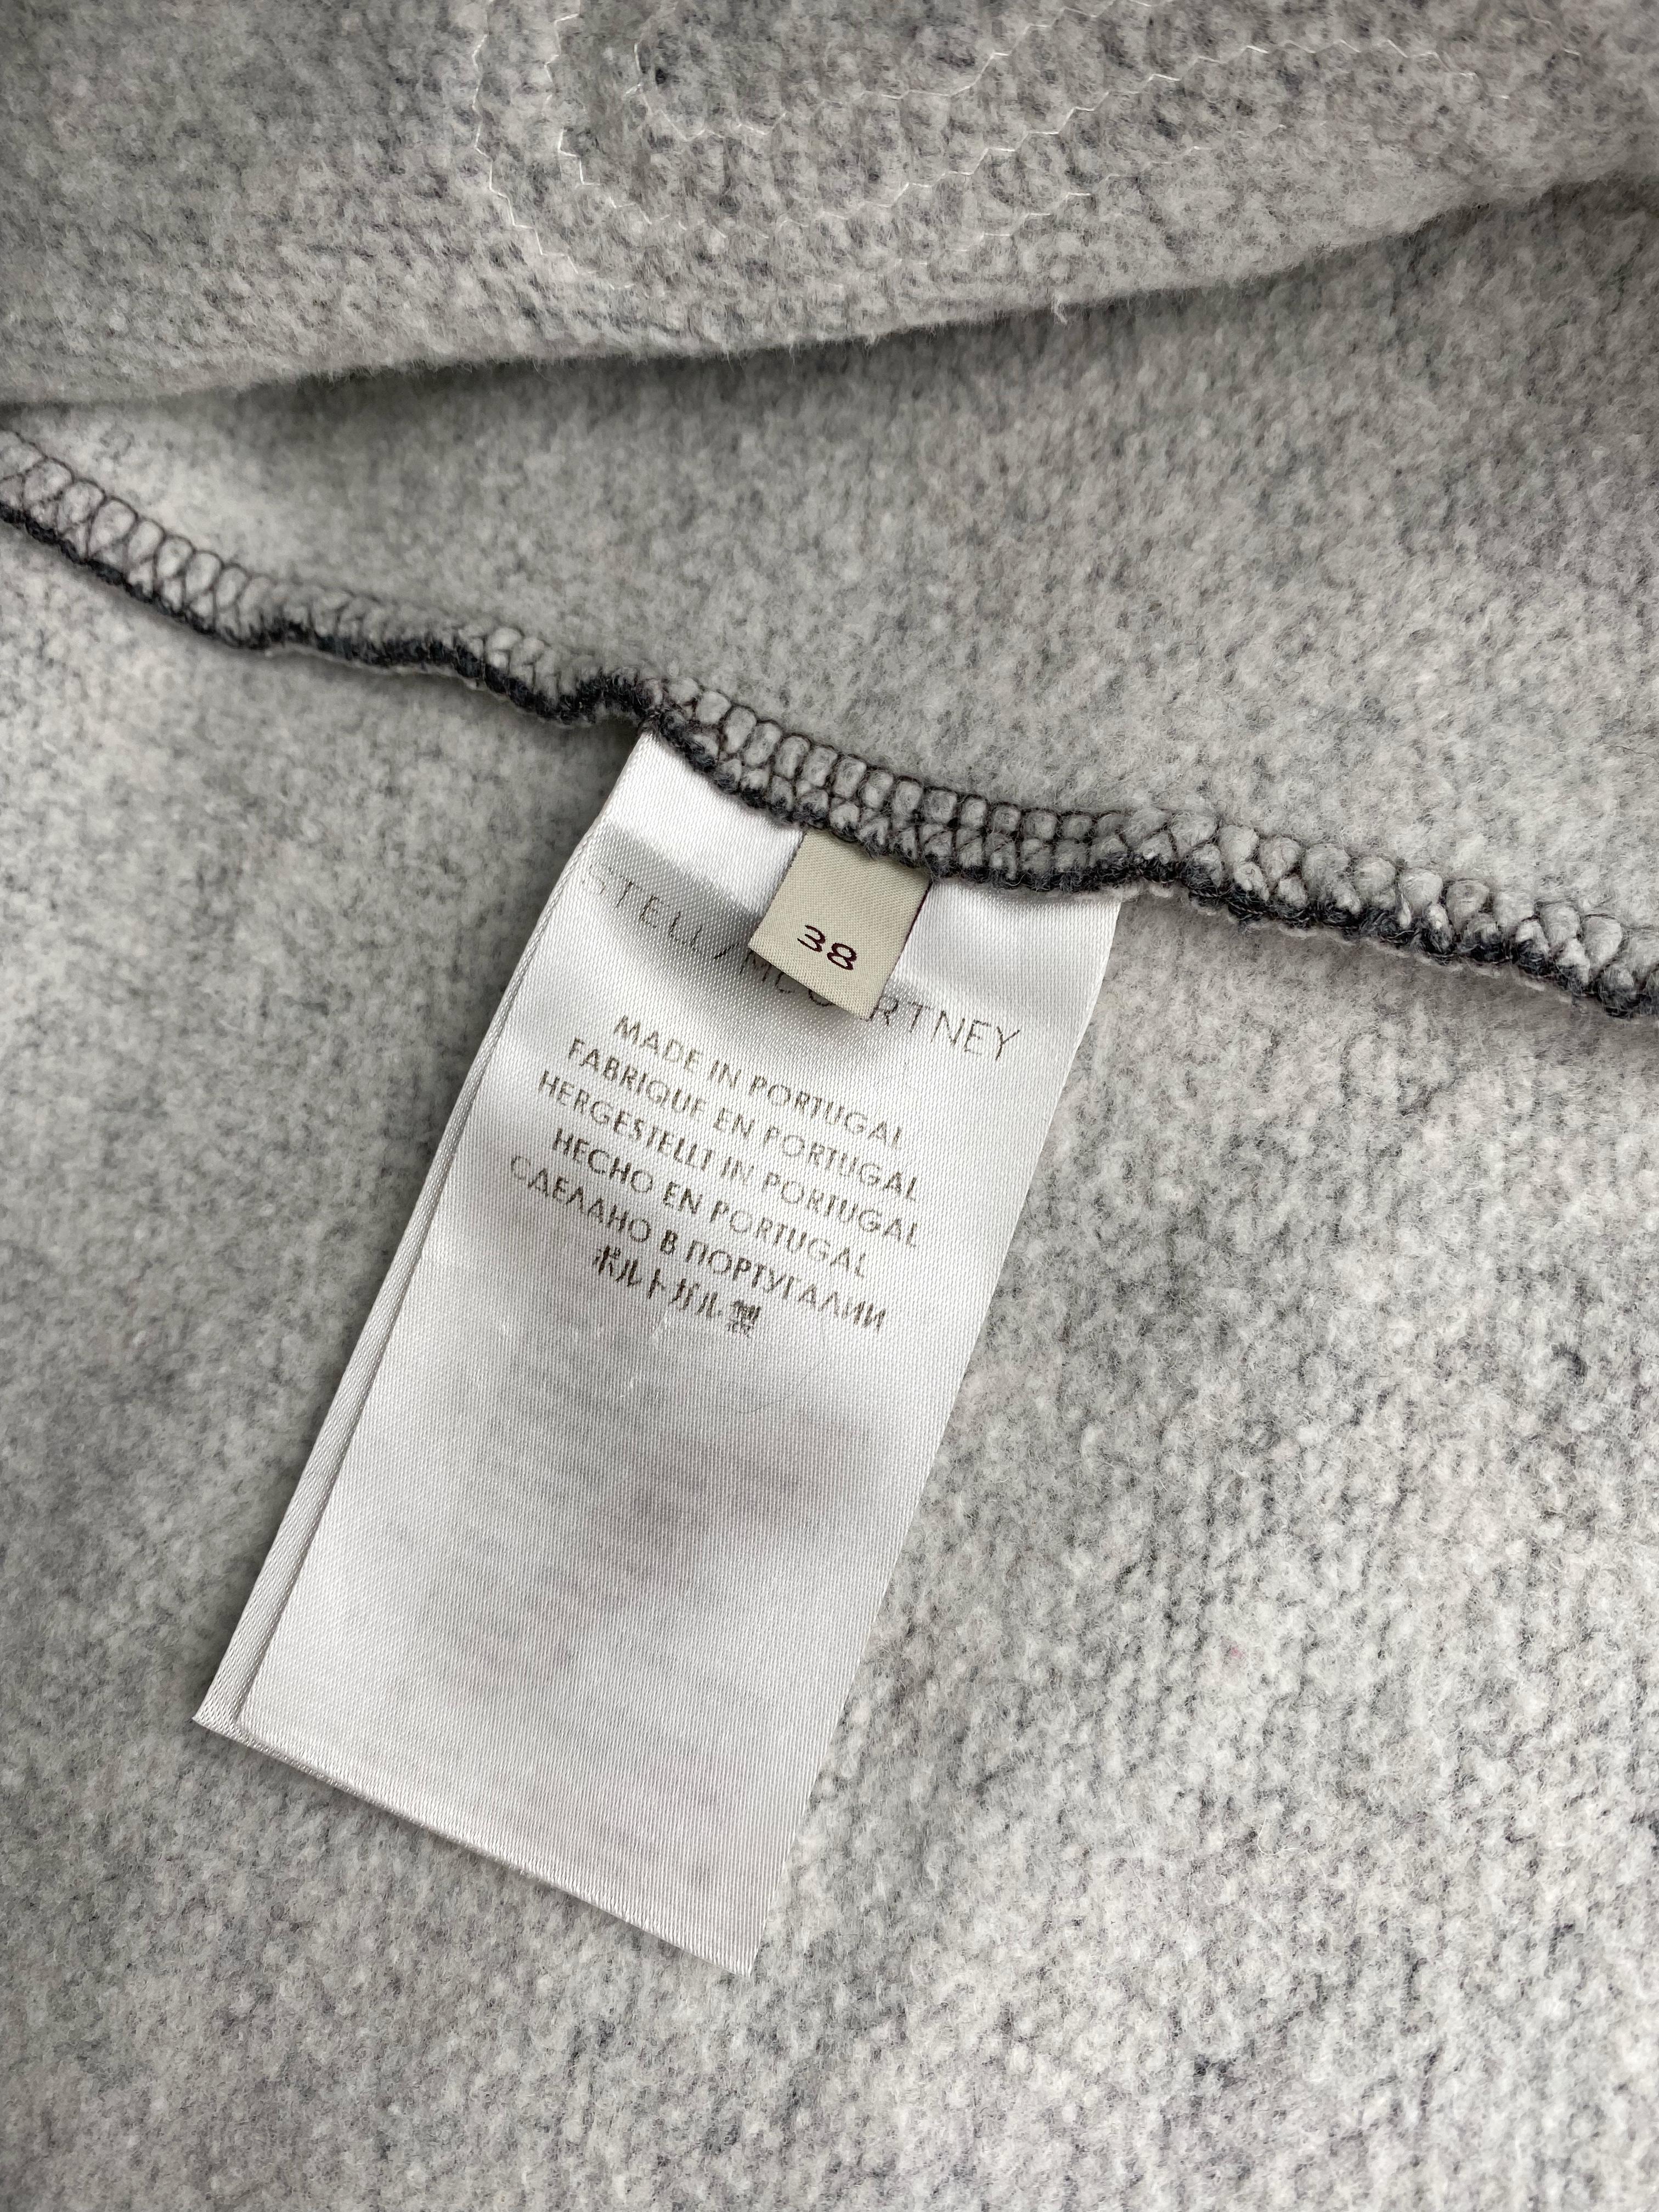 38
STELLA MCCARTNEY
MADE IN PORTUGAL
FABRIQUE EN PORTUGAL
HERGESTELLT IN PORTUGAL
HECHO EN PORTUGAL
СДЕЛАНО В ПОРТУГАЛИИ
ポルトガル製